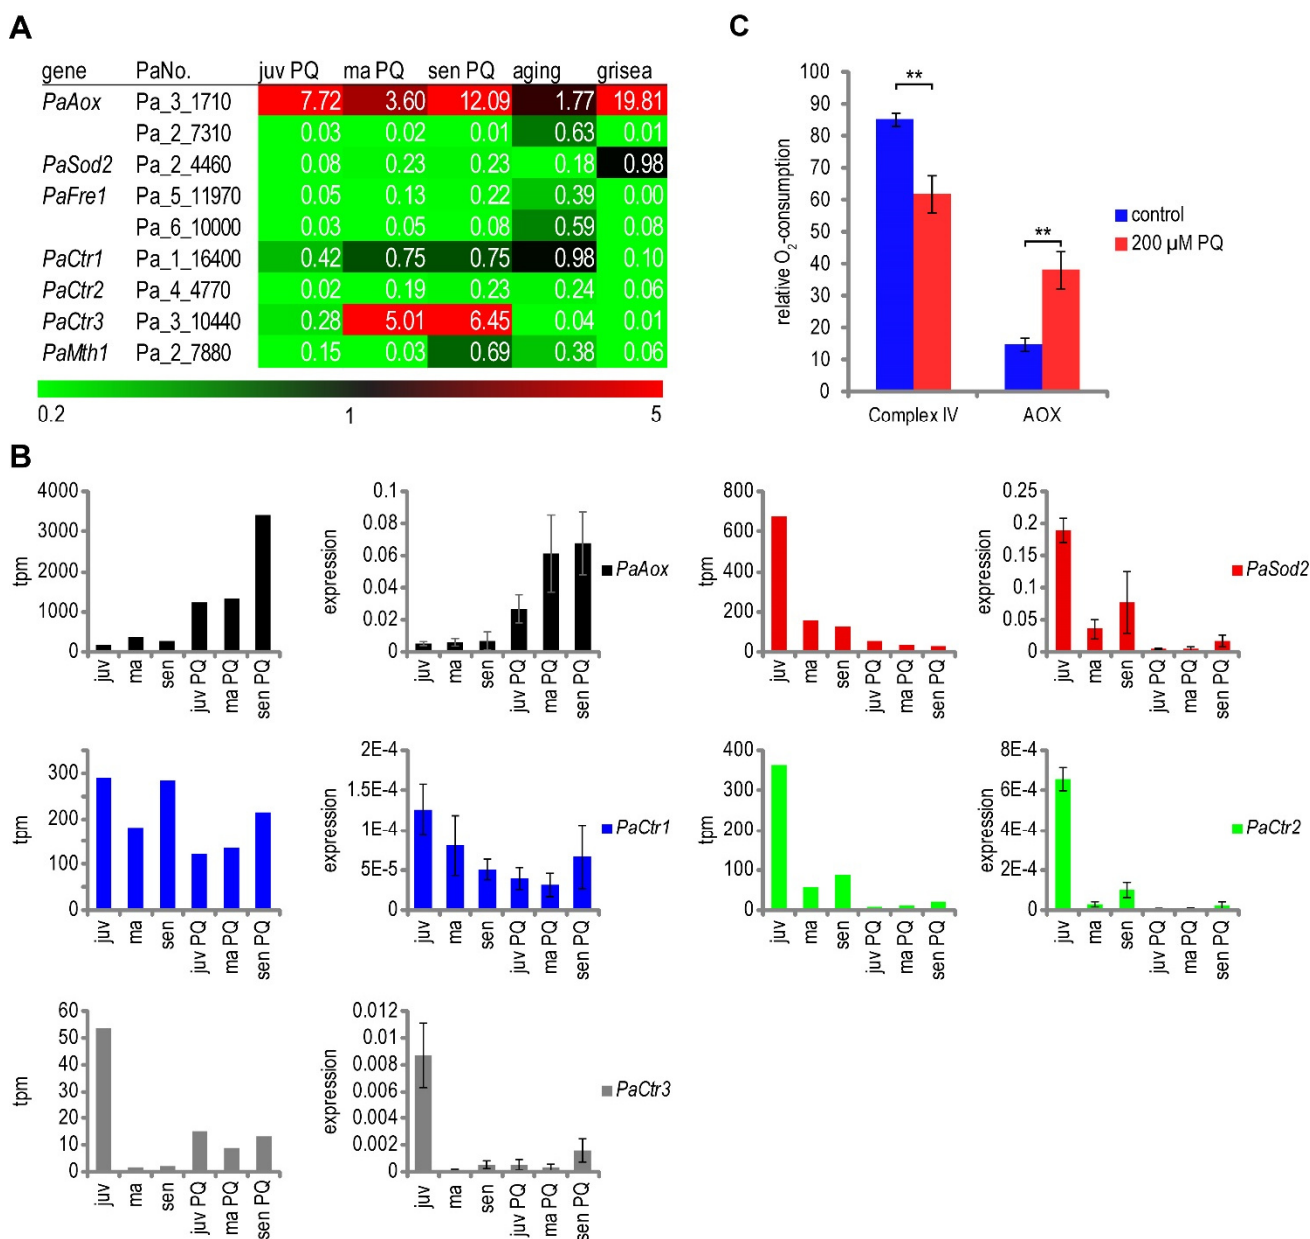 A
gene PaNo. juv PQ ma PQ sen PQ aging grisea
PaAox Pa_3_1710 7.72 3.60 12.09 1.77 19.81
Pa_2_7310 0.03 0.02 0.01 0.63 0.01
PaSod2 Pa_2_4460 0.08 0.23 0.23 0.18 0.98
PaFre1 Pa_5_11970 0.05 0.13 0.22 0.39 0.00
Pa_6_10000 0.03 0.05 0.08 0.59 0.08
PaCtr1 Pa_1_16400 0.42 0.75 0.75 0.98 0.10
PaCtr2 Pa_4_4770 0.02 0.19 0.23 0.24 0.06
PaCtr3 Pa_3_10440 0.28 5.01 6.45 0.04 0.01
PaMth1 Pa_2_7880 0.15 0.03 0.69 0.38 0.06
0.2 1 5
C
relative O₂-consumption
100
90
80
70
60
50
40
30
20
10
0
**
**
Complex IV AOX
control
200 µM PQ
B
tpm
4000
3000
2000
1000
0
juv ma sen juv PQ ma PQ sen PQ
expression
0.1
0.08
0.06
0.04
0.02
0
juv ma sen juv PQ ma PQ sen PQ
PaAox
tpm
800
600
400
200
0
juv ma sen juv PQ ma PQ sen PQ
expression
0.25
0.2
0.15
0.1
0.05
0
juv ma sen juv PQ ma PQ sen PQ
PaSod2
tpm
300
200
100
0
juv ma sen juv PQ ma PQ sen PQ
expression
2E-4
1.5E-4
1E-4
5E-5
0
juv ma sen juv PQ ma PQ sen PQ
PaCtr1
tpm
400
300
200
100
0
juv ma sen juv PQ ma PQ sen PQ
expression
8E-4
6E-4
4E-4
2E-4
0
juv ma sen juv PQ ma PQ sen PQ
PaCtr2
tpm
60
50
40
30
20
10
0
juv ma sen juv PQ ma PQ sen PQ
expression
0.012
0.01
0.008
0.006
0.004
0.002
0
juv ma sen juv PQ ma PQ sen PQ
PaCtr3